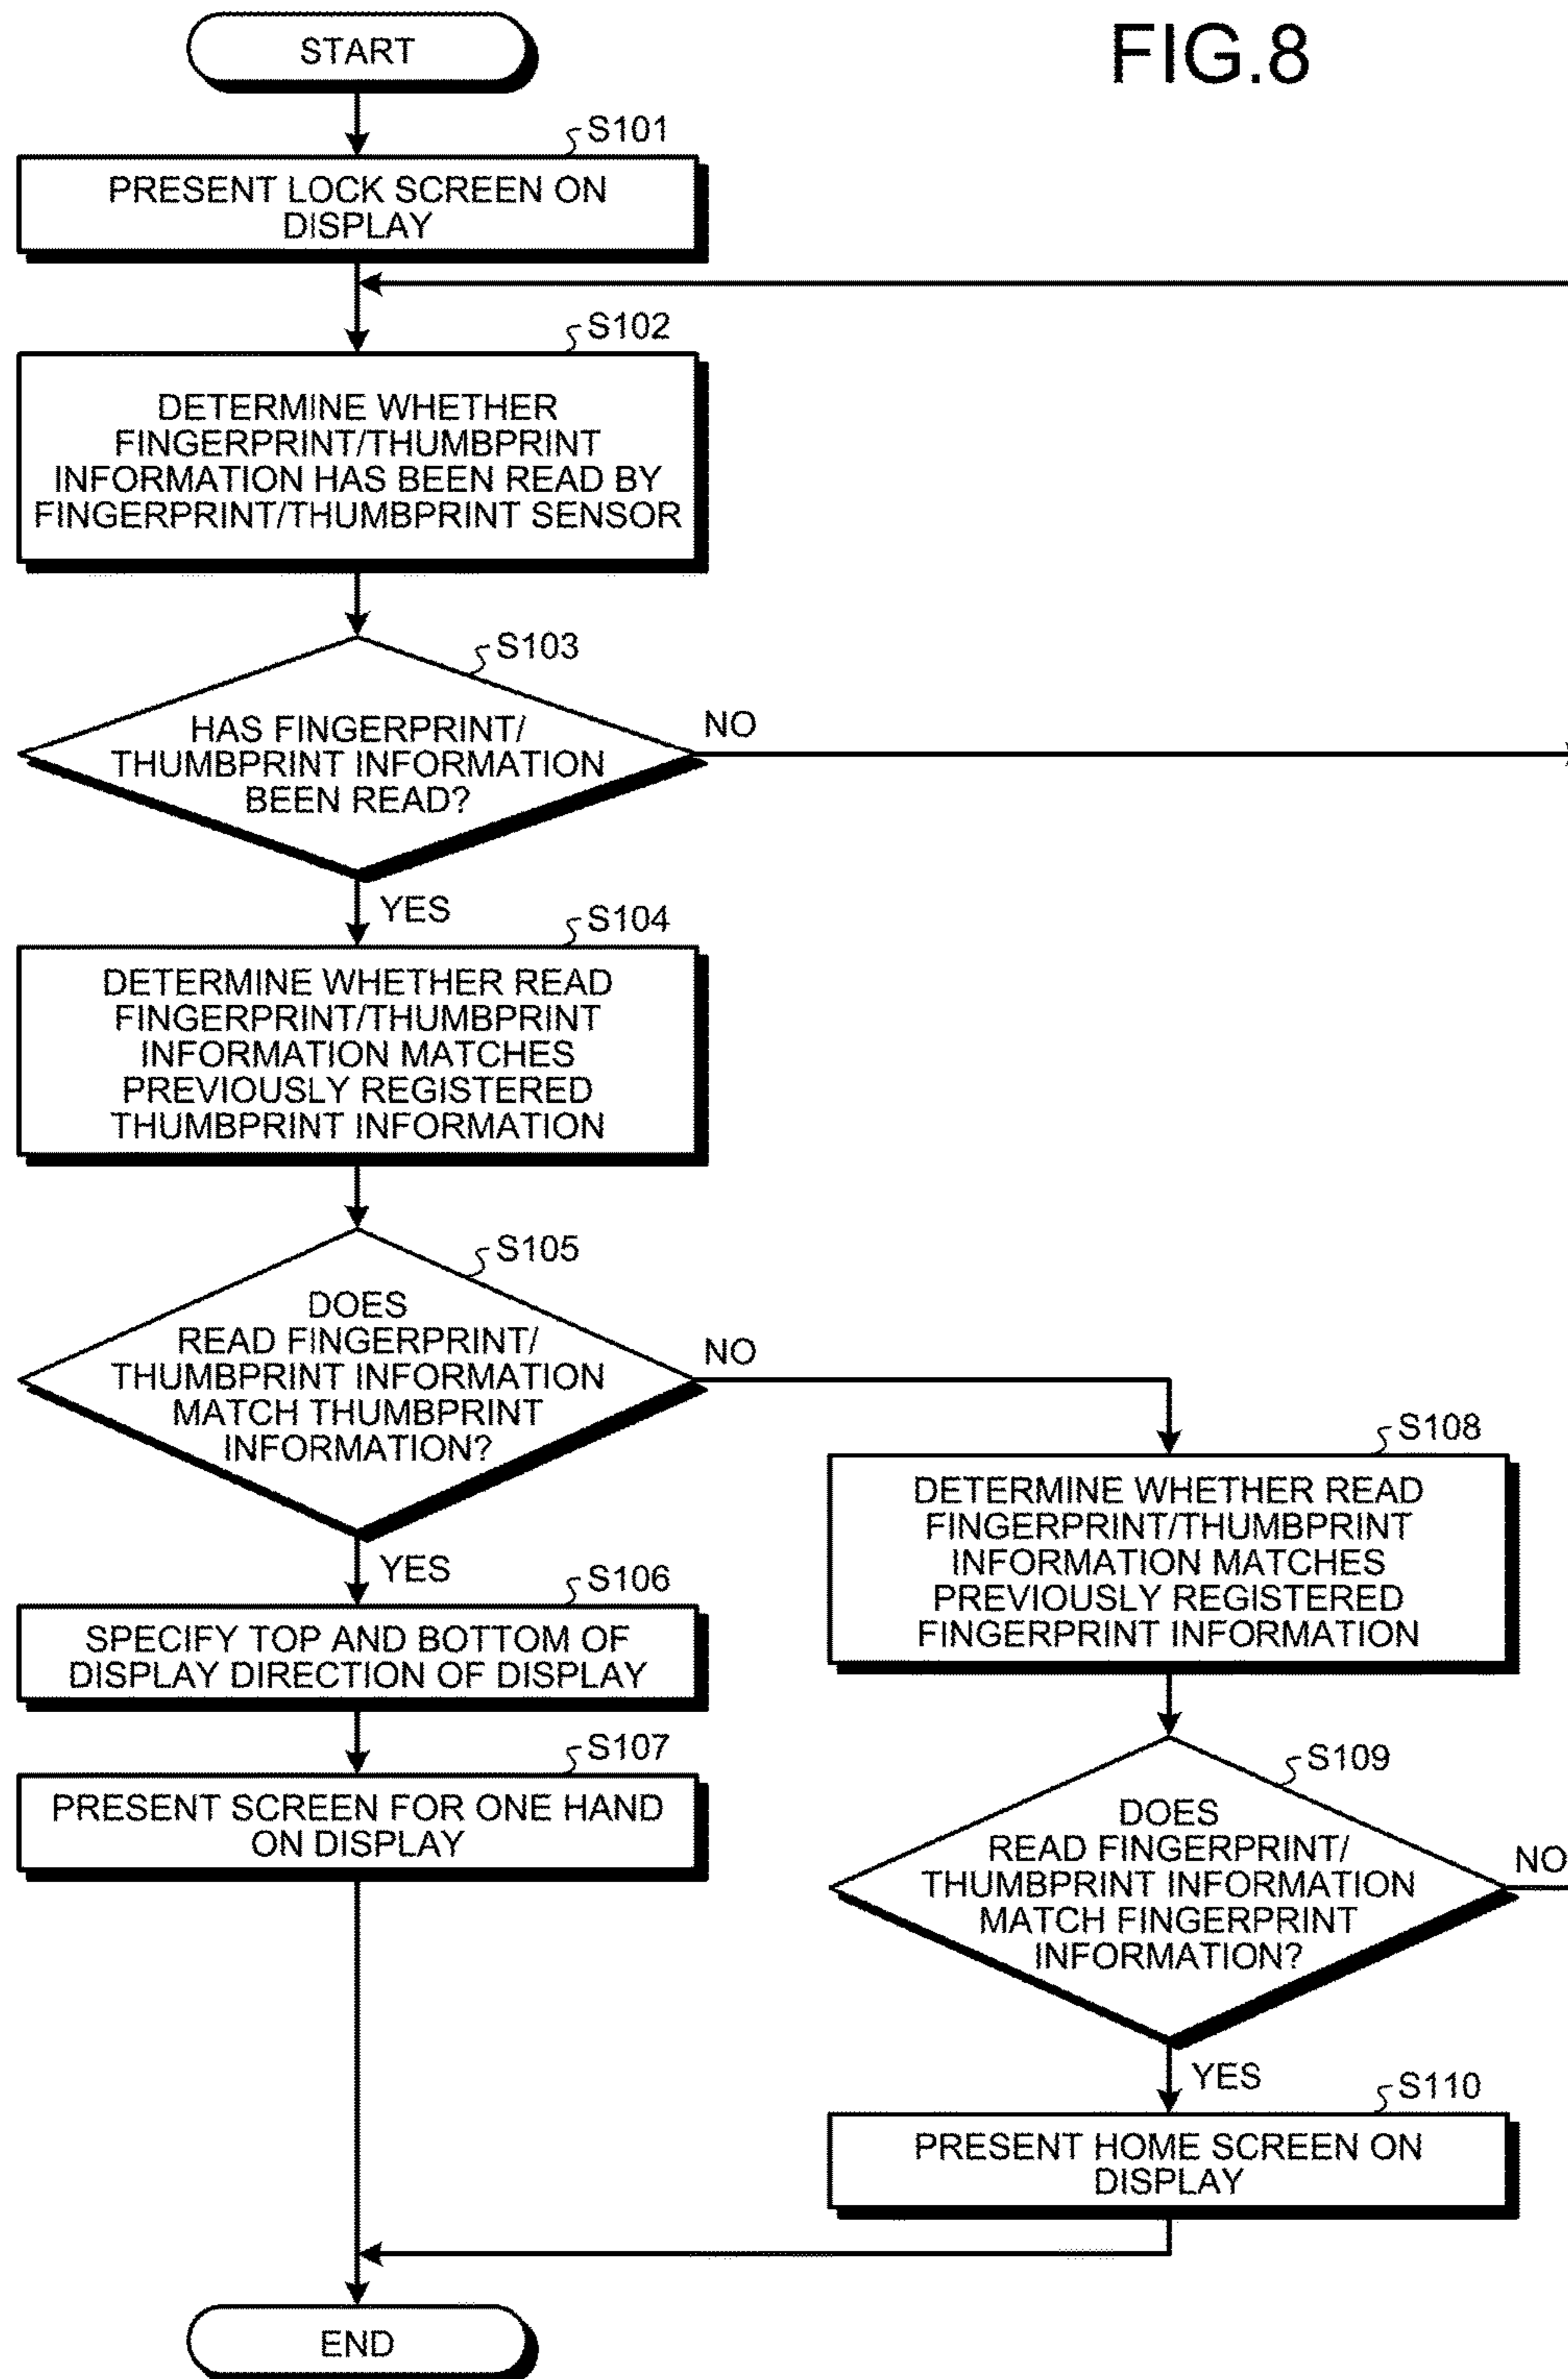 FIG.8
START
S101
PRESENT LOCK SCREEN ON
DISPLAY
S102
DETERMINE WHETHER
FINGERPRINT/THUMBPRINT
INFORMATION HAS BEEN READ BY
FINGERPRINT/THUMBPRINT SENSOR
S103
HAS FINGERPRINT/
THUMBPRINT INFORMATION
BEEN READ?
NO
YES
S104
DETERMINE WHETHER READ
FINGERPRINT/THUMBPRINT
INFORMATION MATCHES
PREVIOUSLY REGISTERED
THUMBPRINT INFORMATION
S105
DOES
READ FINGERPRINT/
THUMBPRINT INFORMATION
MATCH THUMBPRINT
INFORMATION?
NO
YES
S106
SPECIFY TOP AND BOTTOM OF
DISPLAY DIRECTION OF DISPLAY
S107
PRESENT SCREEN FOR ONE HAND
ON DISPLAY
S108
DETERMINE WHETHER READ
FINGERPRINT/THUMBPRINT
INFORMATION MATCHES
PREVIOUSLY REGISTERED
FINGERPRINT INFORMATION
S109
DOES
READ FINGERPRINT/
THUMBPRINT INFORMATION
MATCH FINGERPRINT
INFORMATION?
NO
YES
S110
PRESENT HOME SCREEN ON
DISPLAY
END